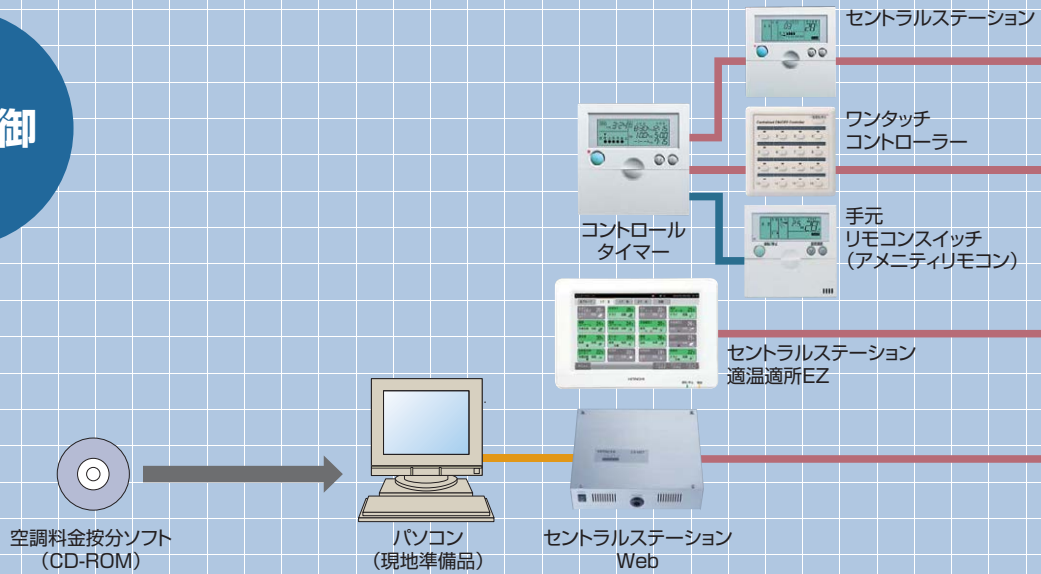 御
セントラルステーション
ワンタッチ
コントローラー
コントロール
タイマー
手元
リモコンスイッチ
（アメニティリモコン）
セントラルステーション
適温適所EZ
HITACHI
空調料金按分ソフト
（CD-ROM）
パソコン
（現地準備品）
セントラルステーション
Web